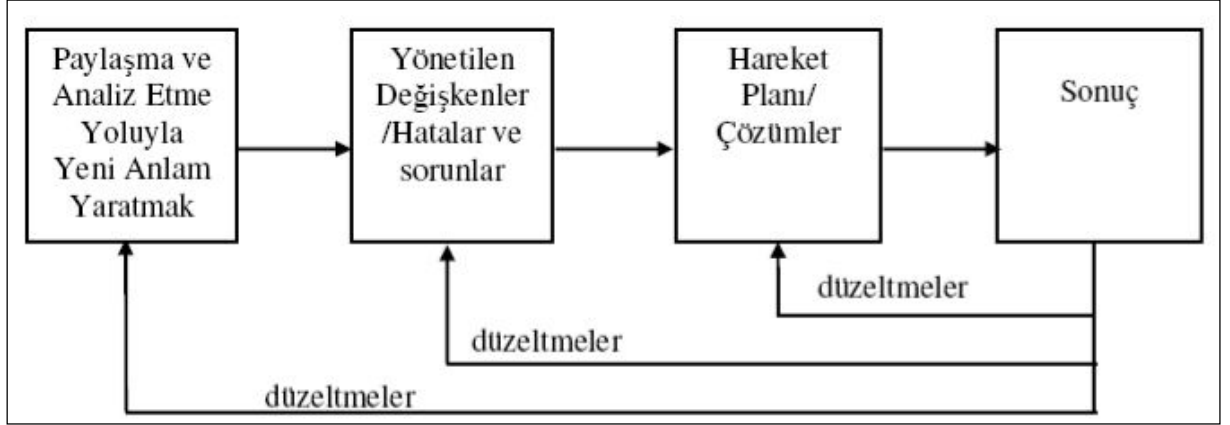 Paylaşma ve
Analiz Etme
Yoluyla
Yeni Anlam
Yaratmak
Yönetilen
Değişkenler
/Hatalar ve
sorunlar
Hareket
Planı/
Çözümler
Sonuç
düzeltmeler
düzeltmeler
düzeltmeler